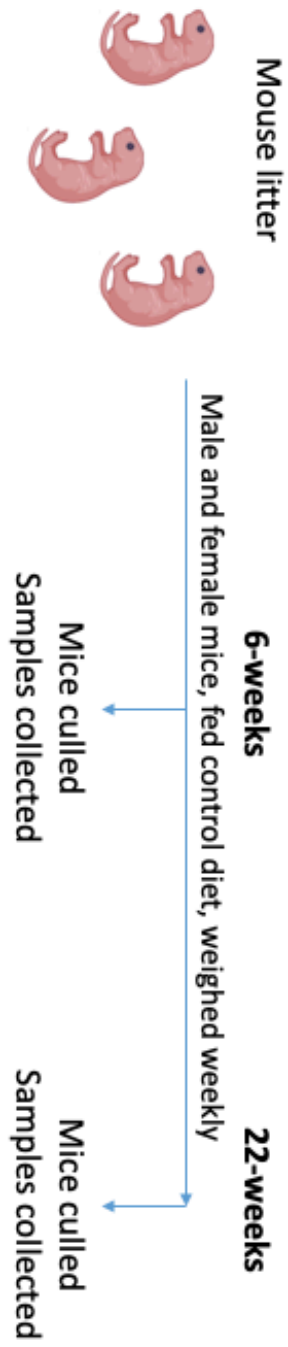 Mouse litter
6-weeks
22-weeks
Male and female mice, fed control diet, weighed weekly
Mice culled
Samples collected
Mice culled
Samples collected